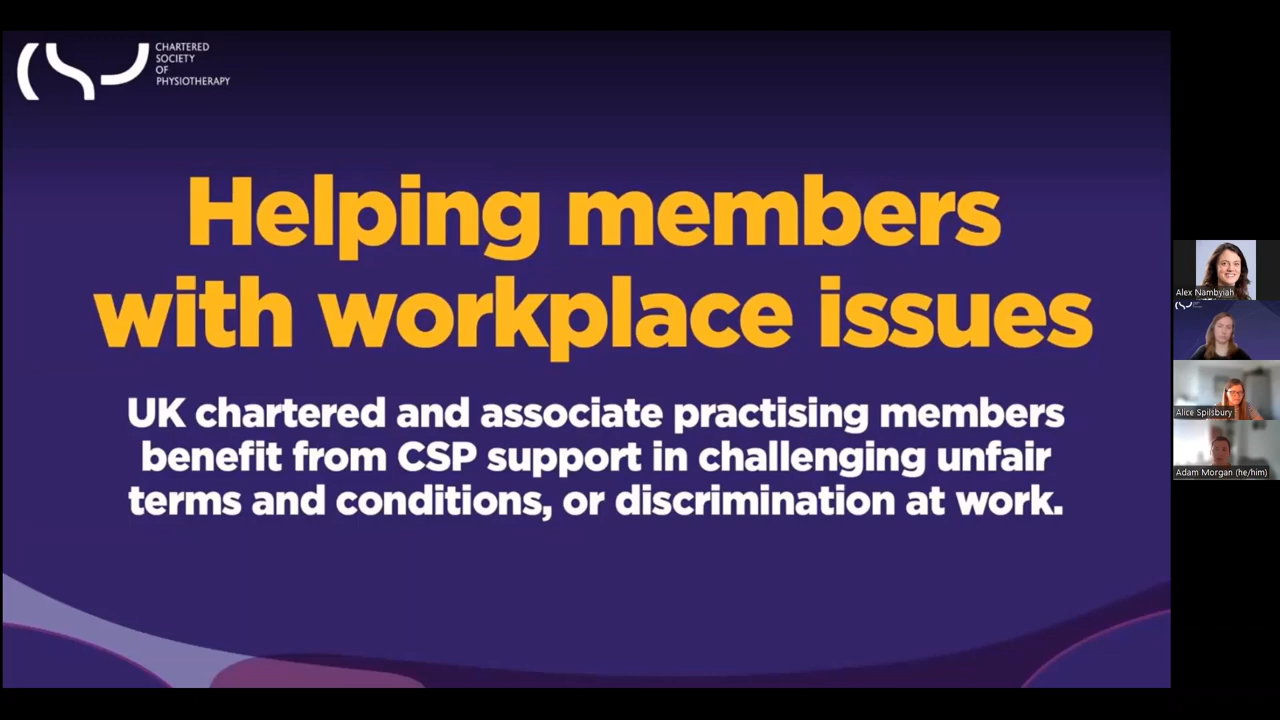 CHARTERED
SOCIETY
OF
PHYSIOTHERAPY
Helping members
with workplace issues
UK chartered and associate practising members
benefit from CSP support in challenging unfair
terms and conditions, or discrimination at work.
Alex Nambyiah
Alice Spilsbury
Adam Morgan (he/him)